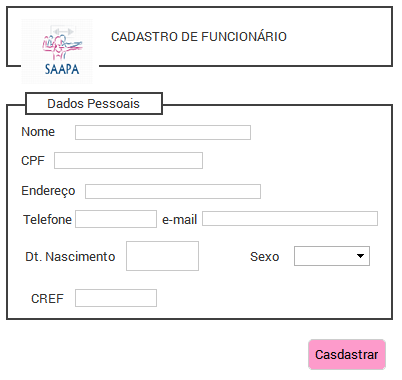 CADASTRO DE FUNCIONÁRIO
SAAPA
Dados Pessoais
Nome
CPF
Endereço
Telefone e-mail
Dt. Nascimento Sexo
CREF
Casdastrar